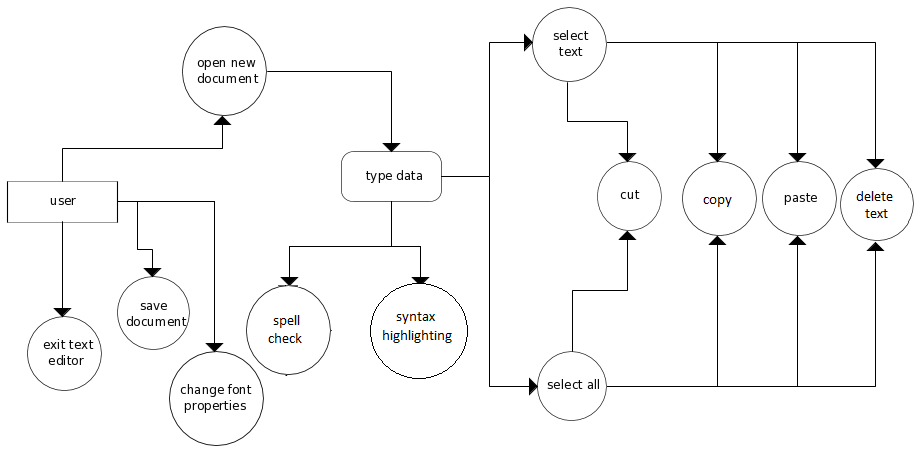 select
text
open new
document
type data
user
cut
copy
paste
delete
text
save
document
spell
check
syntax
highlighting
exit text
editor
change font
properties
select all